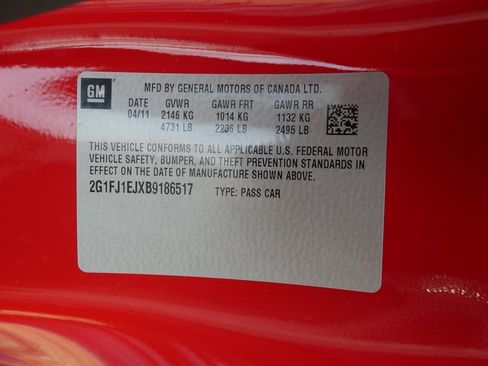 GM
MFD BY GENERAL MOTORS OF CANADA LTD.
DATE GVWR GAWR FRT GAWR RR
04/11 2146 KG 1014 KG 1132 KG
4731 LB 2236 LB 2495 LB
THIS VEHICLE CONFORMS TO ALL APPLICABLE U.S. FEDERAL MOTOR
VEHICLE SAFETY, BUMPER, AND THEFT PREVENTION STANDARDS IN
EFFECT ON THE DATE OF MANUFACTURE SHOWN ABOVE.
2G1FJ1EJXB9186517 TYPE: PASS CAR